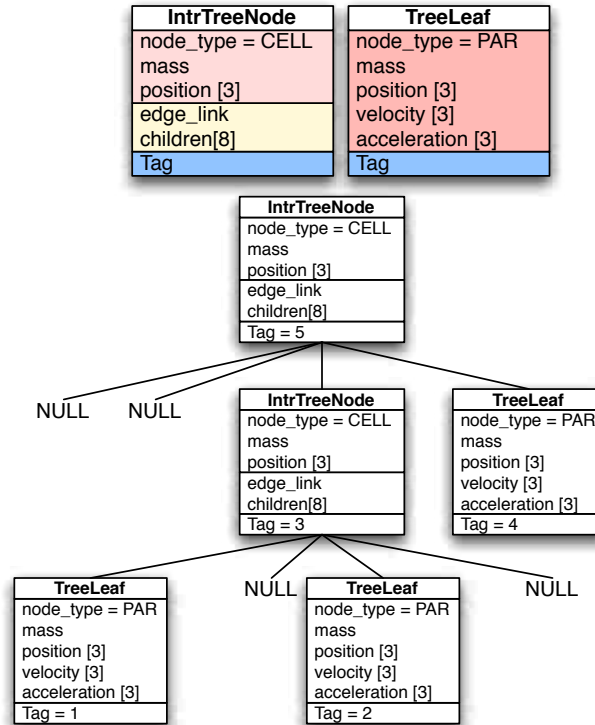 IntrTreeNode
node_type = CELL
mass
position [3]
edge_link
children[8]
Tag
TreeLeaf
node_type = PAR
mass
position [3]
velocity [3]
acceleration [3]
Tag
IntrTreeNode
node_type = CELL
mass
position [3]
edge_link
children[8]
Tag = 5
NULL
NULL
IntrTreeNode
node_type = CELL
mass
position [3]
edge_link
children[8]
Tag = 3
TreeLeaf
node_type = PAR
mass
position [3]
velocity [3]
acceleration [3]
Tag = 4
TreeLeaf
node_type = PAR
mass
position [3]
velocity [3]
acceleration [3]
Tag = 1
NULL
TreeLeaf
node_type = PAR
mass
position [3]
velocity [3]
acceleration [3]
Tag = 2
NULL